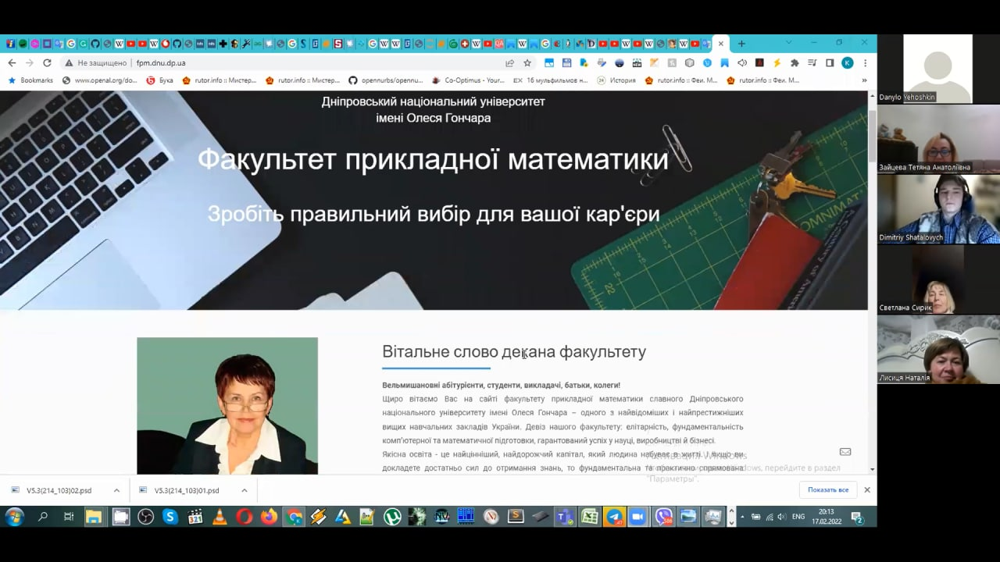 Не защищено | fpm.dnu.dp.ua
Bookmarks
www.openal.org/do...
Бука
rutor.info :: Мистер...
rutor.info :: Мистер...
opennurbs/opennu...
Co-Optimus - Your...
16 мульфильмов н...
История
rutor.info :: Феи. М...
rutor.info :: Феи. М...
»
Дніпровський національний університет
імені Олеся Гончара
Факультет прикладної математики
Зробіть правильний вибір для вашої кар'єри
OMNIMAT
Вітальне слово декана факультету
Вельмишановні абітурієнти, студенти, викладачі, батьки, колеги!
Щиро вітаємо Вас на сайті факультету прикладної математики славного Дніпровського
національного університету імені Олеся Гончара – одного з найвідоміших і найпрестижніших
вищих навчальних закладів України. Девіз нашого факультету: елітарність, фундаментальність
комп'ютерної та математичної підготовки, гарантований успіх у науці, виробництві й бізнесі.
Якісна освіта - це найцінніший, найдорожчий капітал, який людина набуває в житті. І якщо ви
докладете достатньо сил до отримання знань, то фундаментальна та практично спрямована
Windows, перейдите в раздел
"Параметры".
V5.3(214_103)02.psd
V5.3(214_103)01.psd
Показать все
ENG
20:13
17.02.2022
Danylo Yehoshkin
Зайцева Тетяна Анатоліївна
Dimitriy Shatalovych
Светлана Сирик
Лисиця Наталія